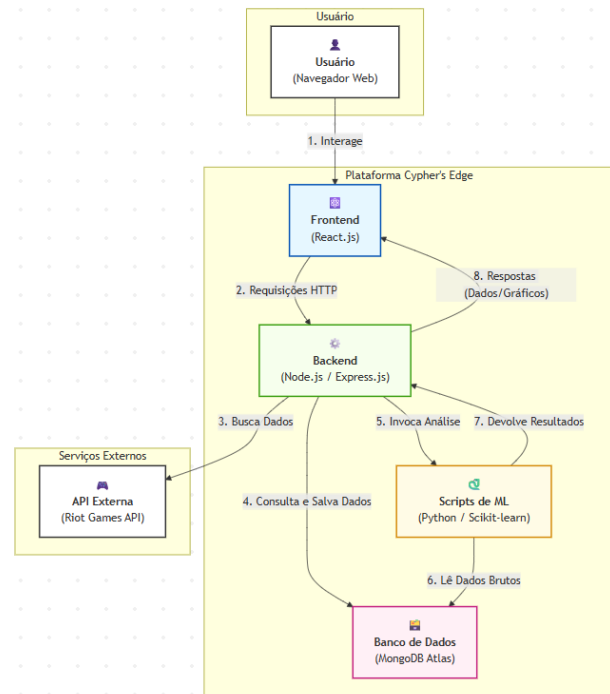 Usuário
Usuário
(Navegador Web)
1. Interage
Plataforma Cypher's Edge
Frontend
(React.js)
2. Requisições HTTP
8. Respostas
(Dados/Gráficos)
Backend
(Node.js / Express.js)
3. Busca Dados
5. Invoca Análise
7. Devolve Resultados
Serviços Externos
API Externa
(Riot Games API)
4. Consulta e Salva Dados
Scripts de ML
(Python / Scikit-learn)
6. Lê Dados Brutos
Banco de Dados
(MongoDB Atlas)